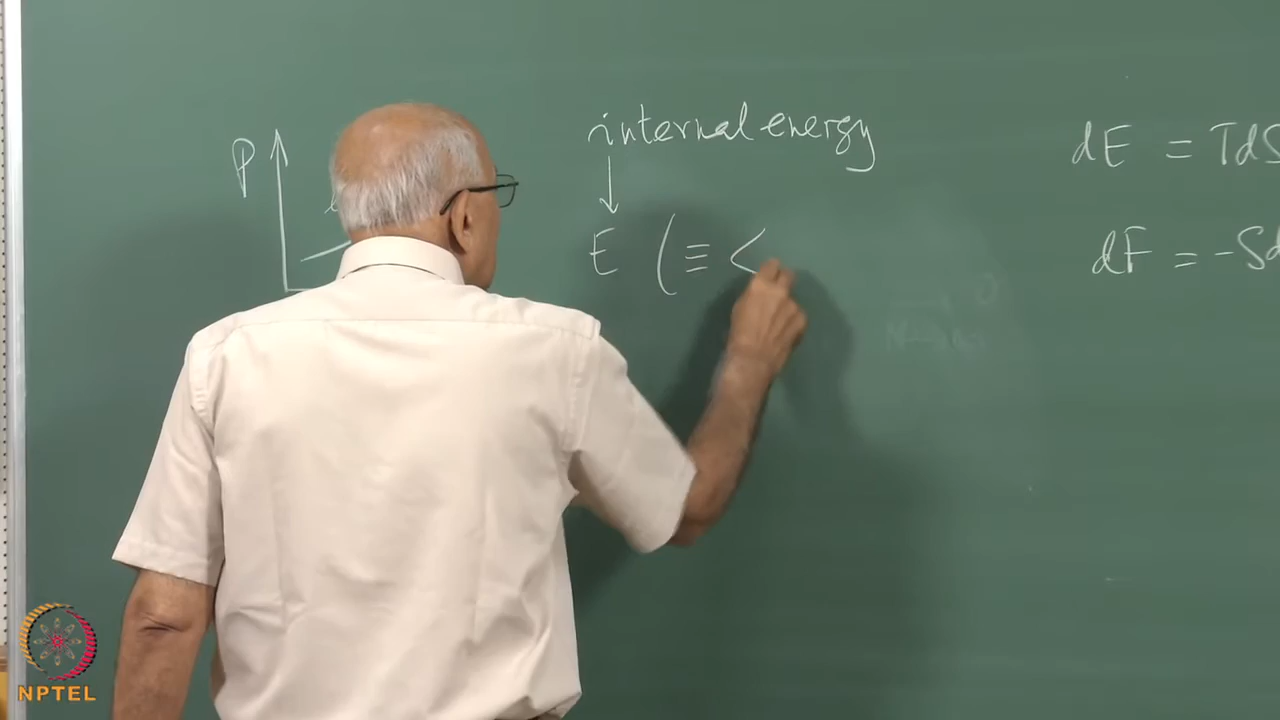 P
internal energy
↓
E (≡ <
dE = TdS
dF = -Sd
NPTEL